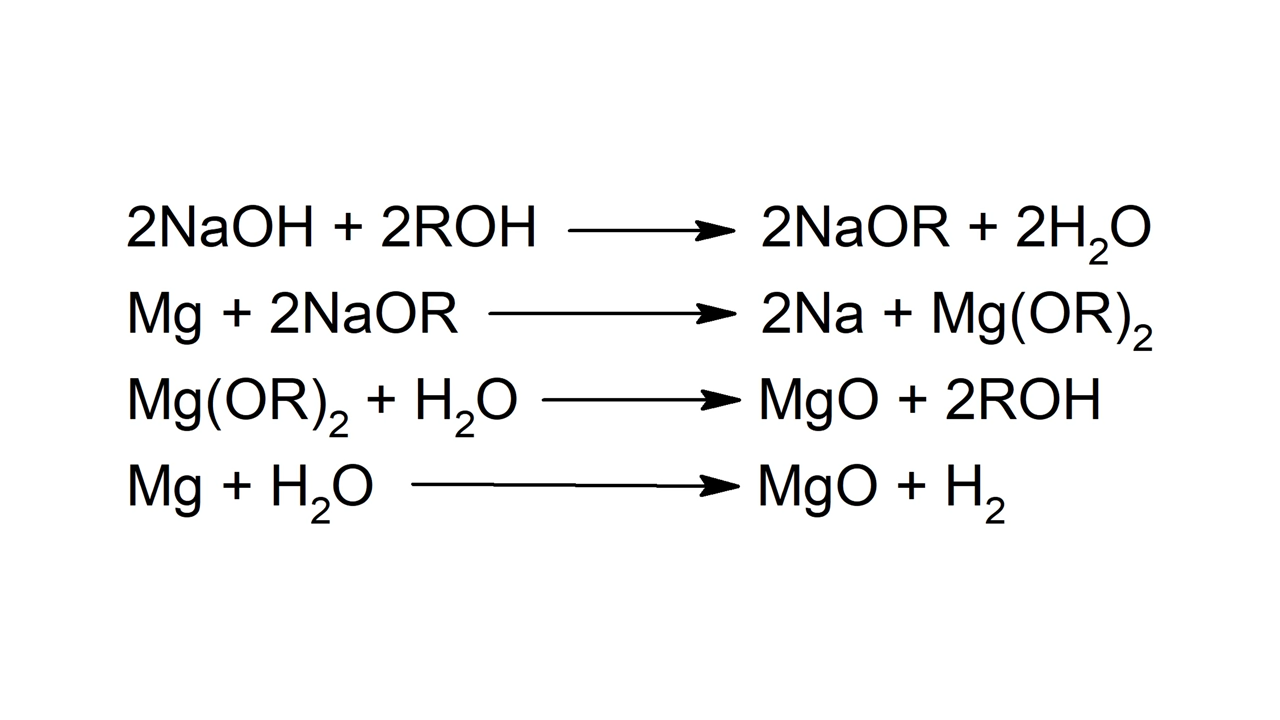 2NaOH + 2ROH ⟶ 2NaOR + 2H₂O
Mg + 2NaOR ⟶ 2Na + Mg(OR)₂
Mg(OR)₂ + H₂O ⟶ MgO + 2ROH
Mg + H₂O ⟶ MgO + H₂